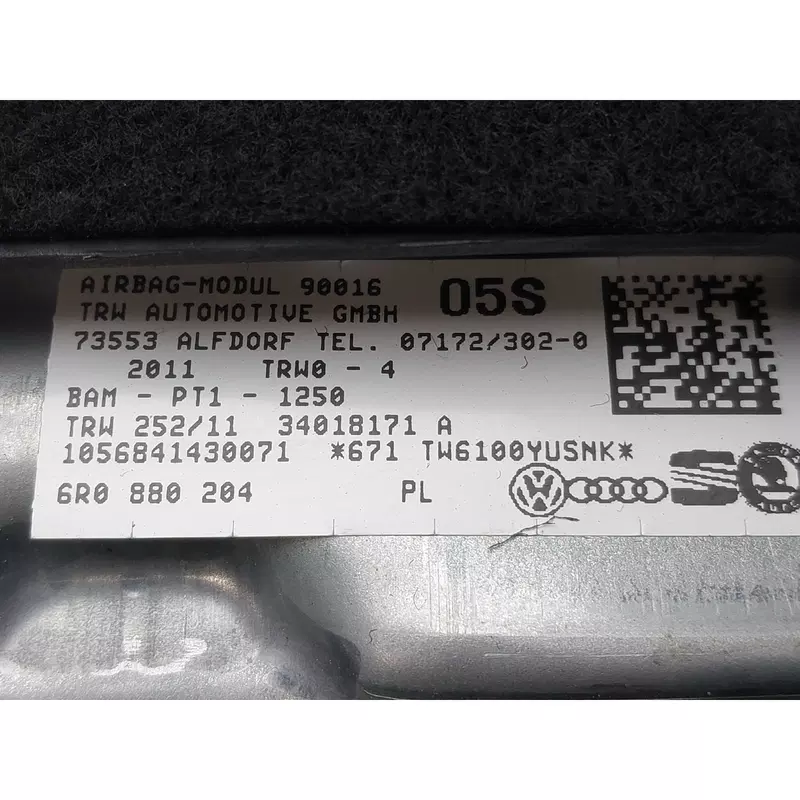 AIRBAG-MODUL 90016 05S
TRW AUTOMOTIVE GMBH
73553 ALFDORF TEL. 07172/302-0
2011 TRW0 - 4
BAM - PT1 - 1250
TRW 252/11 34018171 A
1056841430071 *671 TW6100YUSNK*
6R0 880 204 PL